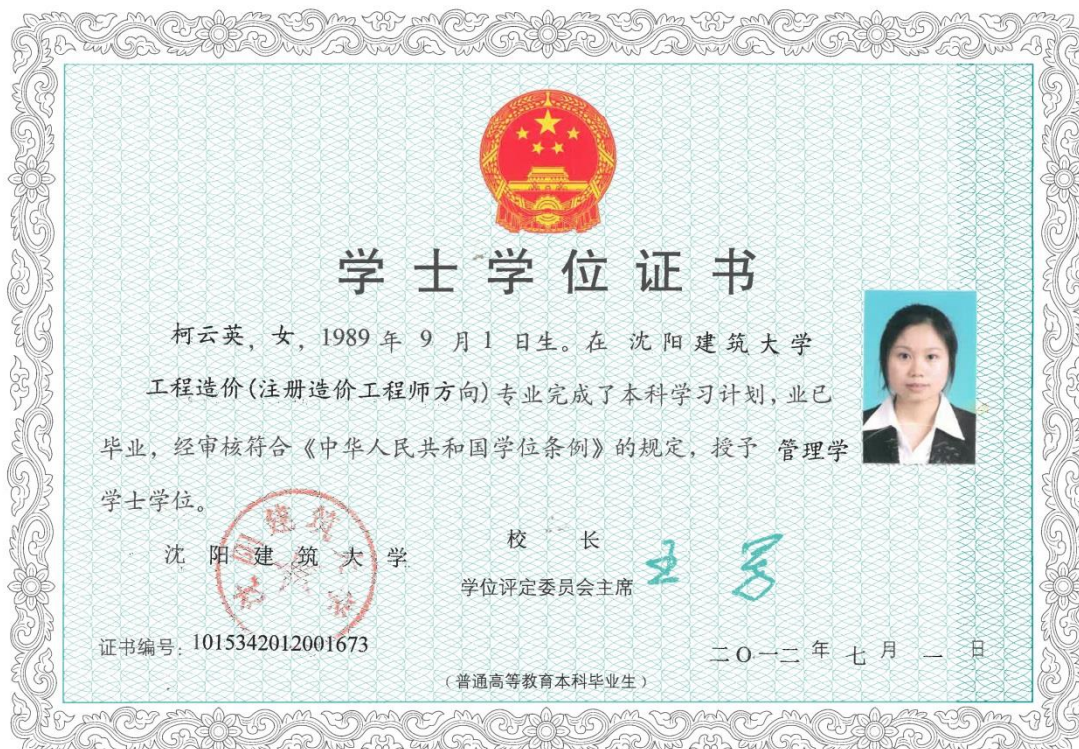 学士学位证书
柯云英, 女, 1989 年 9 月 1 日生。在 沈阳建筑大学
工程造价(注册造价工程师方向)专业完成了本科学习计划, 业已
毕业, 经审核符合《中华人民共和国学位条例》的规定, 授予 管理学
学士学位。
沈阳建筑大学
沈阳建筑大学
校 长
学位评定委员会主席
证书编号: 1015342012001673
二〇一二 年 七 月 一 日
(普通高等教育本科毕业生)